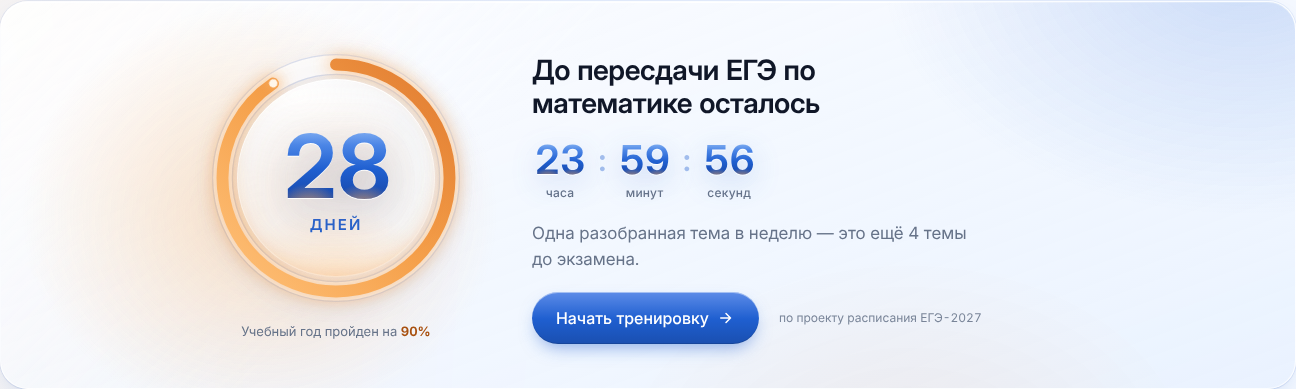 28
ДНЕЙ
Учебный год пройден на 90%
До пересдачи ЕГЭ по
математике осталось
23 : 59 : 56
часа минут секунд
Одна разобранная тема в неделю — это ещё 4 темы
до экзамена.
Начать тренировку →
по проекту расписания ЕГЭ-2027